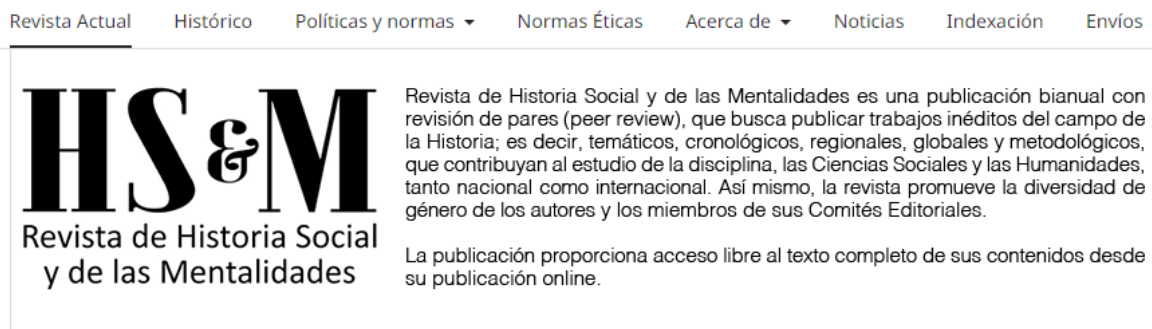 Revista Actual Histórico Políticas y normas Normas Éticas Acerca de Noticias Indexación Envíos
HS&M
Revista de Historia Social
y de las Mentalidades
Revista de Historia Social y de las Mentalidades es una publicación bianual con
revisión de pares (peer review), que busca publicar trabajos inéditos del campo de
la Historia; es decir, temáticos, cronológicos, regionales, globales y metodológicos,
que contribuyan al estudio de la disciplina, las Ciencias Sociales y las Humanidades,
tanto nacional como internacional. Así mismo, la revista promueve la diversidad de
género de los autores y los miembros de sus Comités Editoriales.
La publicación proporciona acceso libre al texto completo de sus contenidos desde
su publicación online.